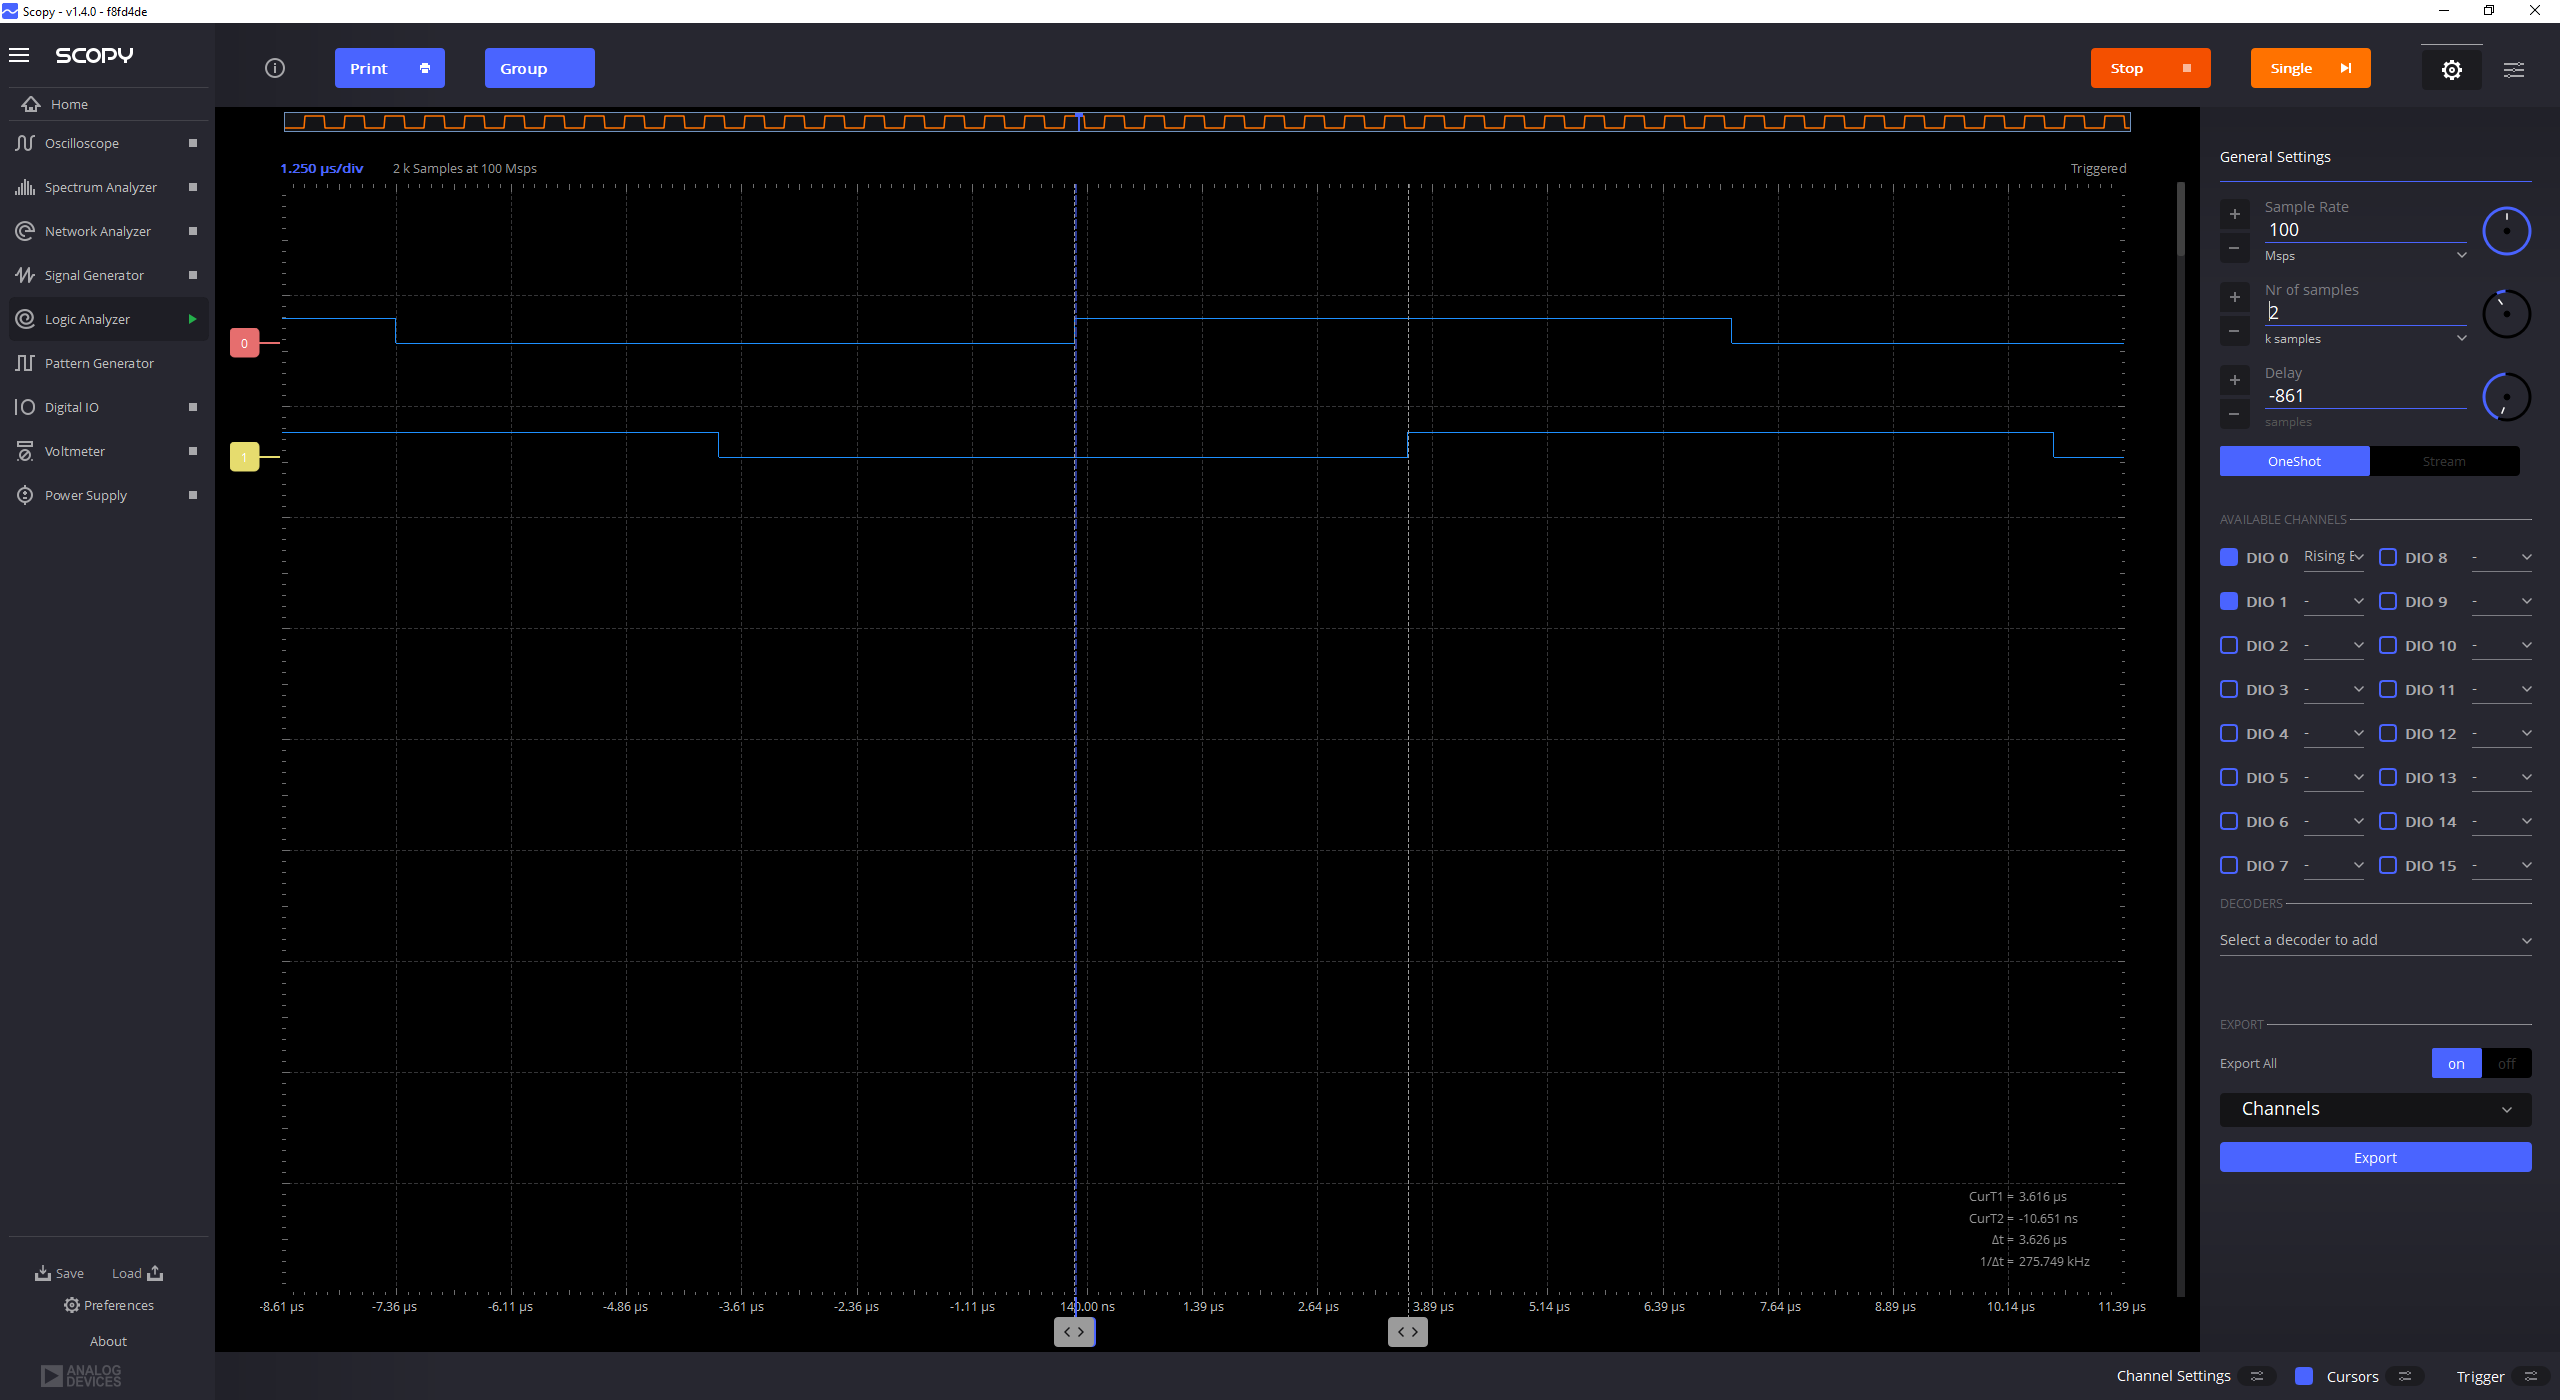 Scopy - v1.4.0 - f8fd4de
SCOPY
Home
Oscilloscope
Spectrum Analyzer
Network Analyzer
Signal Generator
Logic Analyzer
Pattern Generator
Digital IO
Voltmeter
Power Supply
Save
Load
Preferences
About
ANALOG
DEVICES
Print
Group
Stop
Single
1.250 µs/div
2 k Samples at 100 Msps
Triggered
0
1
CurT1 = 3.616 µs
CurT2 = -10.651 ns
Δt = 3.626 µs
1/Δt = 275.749 kHz
-8.61 µs
-7.36 µs
-6.11 µs
-4.86 µs
-3.61 µs
-2.36 µs
-1.11 µs
140.00 ns
1.39 µs
2.64 µs
3.89 µs
5.14 µs
6.39 µs
7.64 µs
8.89 µs
10.14 µs
11.39 µs
General Settings
Sample Rate
100
Msps
Nr of samples
2
k samples
Delay
-861
samples
OneShot
Stream
AVAILABLE CHANNELS
DIO 0 Rising E DIO 8 -
DIO 1 - DIO 9 -
DIO 2 - DIO 10 -
DIO 3 - DIO 11 -
DIO 4 - DIO 12 -
DIO 5 - DIO 13 -
DIO 6 - DIO 14 -
DIO 7 - DIO 15 -
DECODERS
Select a decoder to add
EXPORT
Export All
on
off
Channels
Export
Channel Settings
Cursors
Trigger